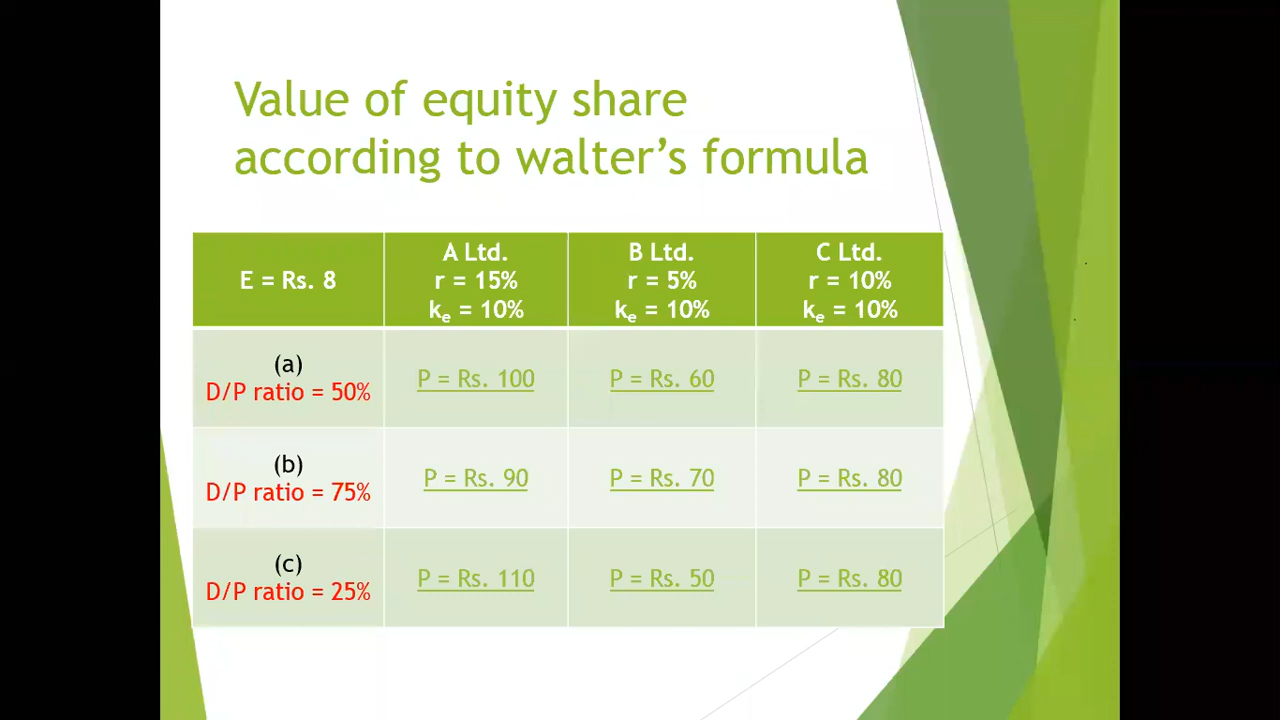 Value of equity share
according to walter’s formula
E = Rs. 8
A Ltd.
r = 15%
kₑ = 10%
B Ltd.
r = 5%
kₑ = 10%
C Ltd.
r = 10%
kₑ = 10%
(a)
D/P ratio = 50%
P = Rs. 100
P = Rs. 60
P = Rs. 80
(b)
D/P ratio = 75%
P = Rs. 90
P = Rs. 70
P = Rs. 80
(c)
D/P ratio = 25%
P = Rs. 110
P = Rs. 50
P = Rs. 80